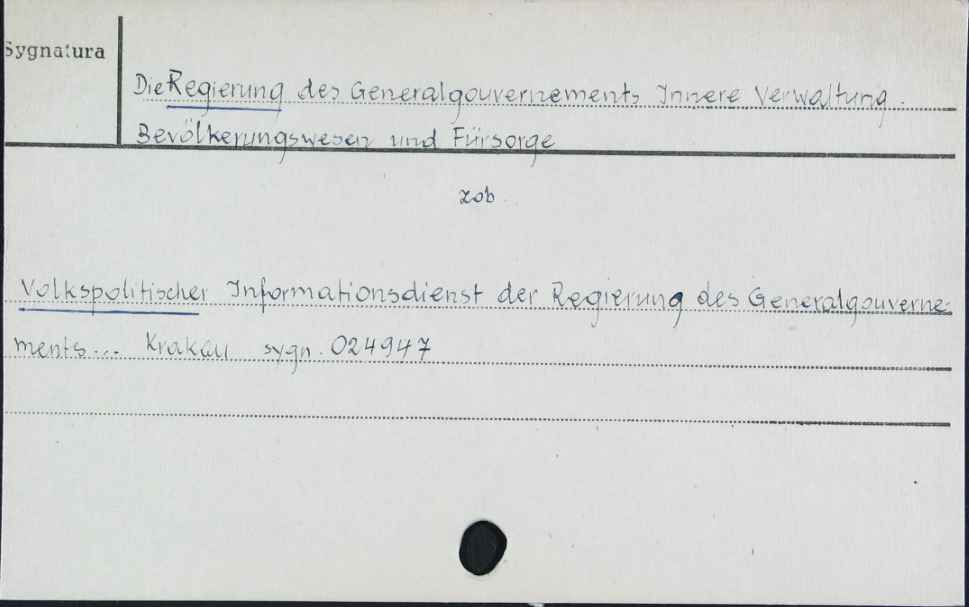 Sygnatura
Die Regierung des Generalgouvernements Innere Verwaltung.
Bevölkerungswesen und Fürsorge
zob
Volkspolitischer Informationsdienst der Regierung des Generalgouverne-
ments... Krakau sygn. 024947